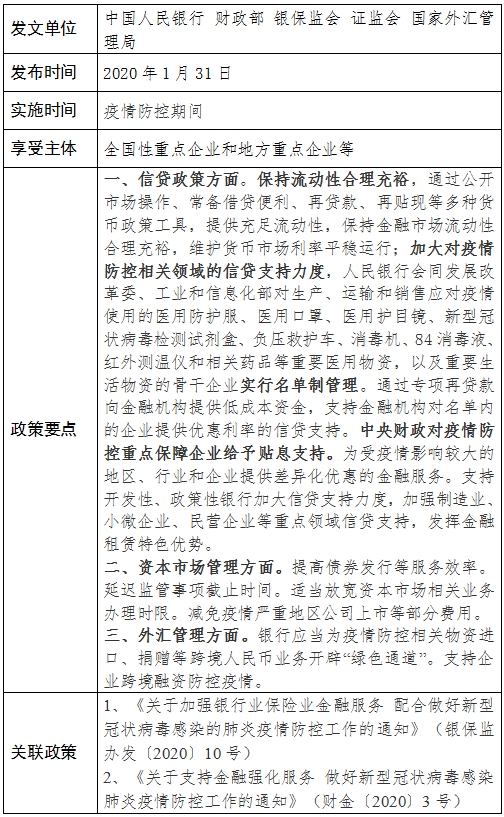 发文单位
中国人民银行 财政部 银保监会 证监会 国家外汇管
理局
发布时间
2020 年 1 月 31 日
实施时间
疫情防控期间
享受主体
全国性重点企业和地方重点企业等
政策要点
一、信贷政策方面。保持流动性合理充裕，通过公开
市场操作、常备借贷便利、再贷款、再贴现等多种货
币政策工具，提供充足流动性，保持金融市场流动性
合理充裕，维护货币市场利率平稳运行；加大对疫情
防控相关领域的信贷支持力度，人民银行会同发展改
革委、工业和信息化部对生产、运输和销售应对疫情
使用的医用防护服、医用口罩、医用护目镜、新型冠
状病毒检测试剂盒、负压救护车、消毒机、84 消毒液、
红外测温仪和相关药品等重要医用物资，以及重要生
活物资的骨干企业实行名单制管理。通过专项再贷款
向金融机构提供低成本资金，支持金融机构对名单内
的企业提供优惠利率的信贷支持。中央财政对疫情防
控重点保障企业给予贴息支持。为受疫情影响较大的
地区、行业和企业提供差异化优惠的金融服务。支持
开发性、政策性银行加大信贷支持力度，加强制造业、
小微企业、民营企业等重点领域信贷支持，发挥金融
租赁特色优势。
二、资本市场管理方面。提高债券发行等服务效率。
延迟监管事项截止时间。适当放宽资本市场相关业务
办理时限。减免疫情严重地区公司上市等部分费用。
三、外汇管理方面。银行应当为疫情防控相关物资进
口、捐赠等跨境人民币业务开辟“绿色通道”。支持企
业跨境融资防控疫情。
关联政策
1、《关于加强银行业保险业金融服务 配合做好新型
冠状病毒感染的肺炎疫情防控工作的通知》（银保监
办发〔2020〕10 号）
2、《关于支持金融强化服务 做好新型冠状病毒感染
肺炎疫情防控工作的通知》（财金〔2020〕3 号）